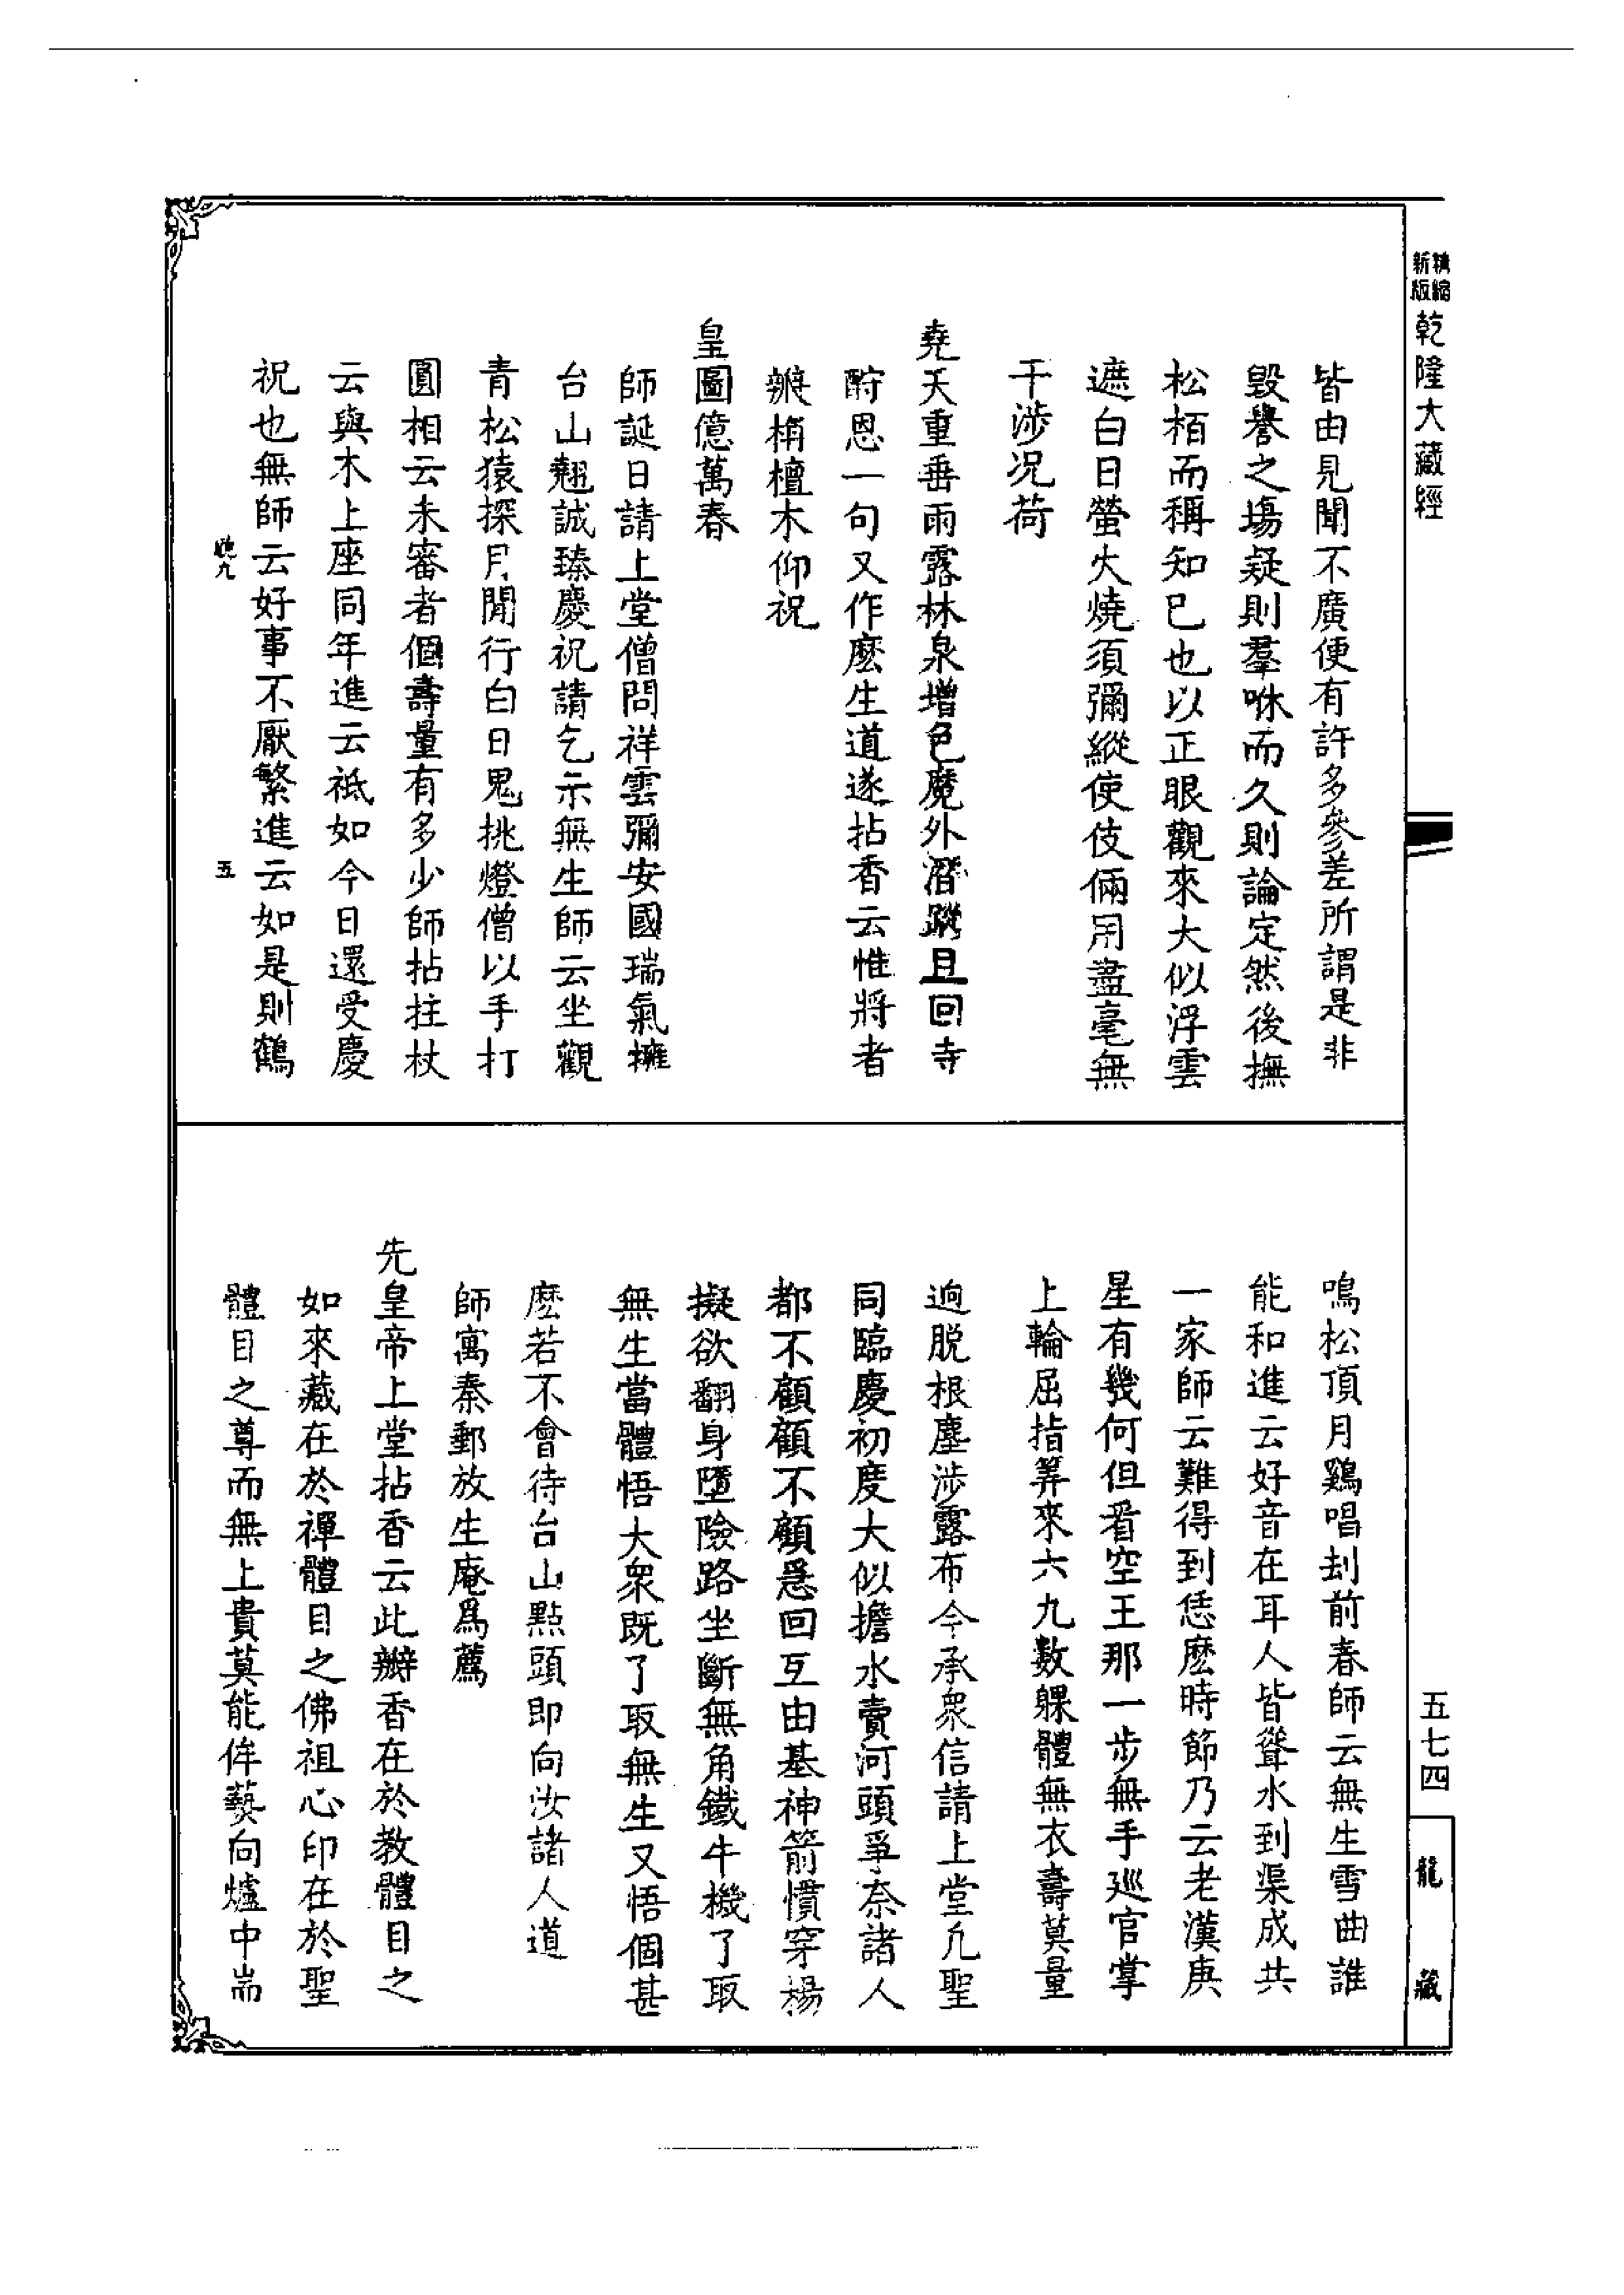 精縮新版乾隆大藏經
五七四
龍藏
皆由見聞不廣便有許多參差所謂是非
毀譽之場疑則羣咻而久則論定然後撫
松栢而稱知已也以正眼觀來大似浮雲
遮白日螢火燒須彌縱使伎倆用盡毫無
干涉况荷
堯天重垂雨露林泉增色魔外潛蹤且回寺
酧恩一句又作麽生道遂拈香云惟將者
瓣栴檀木仰祝
皇圖億萬春
師誕日請上堂僧問祥雲彌安國瑞氣擁
台山翹誠臻慶祝請乞示無生師云坐觀
青松猿探月閒行白日鬼挑燈僧以手打
圓相云未審者個壽量有多少師拈拄杖
云與木上座同年進云祗如今日還受慶
祝也無師云好事不厭繁進云如是則鶴
晚九 五
鳴松頂月鷄唱刦前春師云無生雪曲誰
能和進云好音在耳人皆聳水到渠成共
一家師云難得到恁麽時節乃云老漢庚
星有幾何但看空王那一步無手巡官掌
上輪屈指筭來六九數躶體無衣壽莫量
逈脫根塵涉露布今承衆信請上堂凢聖
同臨慶初度大似擔水賣河頭爭奈諸人
都不顧顧不顧急回互由基神箭慣穿楊
擬欲翻身墮險路坐斷無角鐵牛機了取
無生當體悟大衆既了取無生又悟個甚
麽若不會待台山點頭即向汝諸人道
師寓秦郵放生庵爲薦
先皇帝上堂拈香云此瓣香在於教體目之
如來藏在於禪體目之佛祖心印在於聖
體目之尊而無上貴莫能侔爇向爐中耑